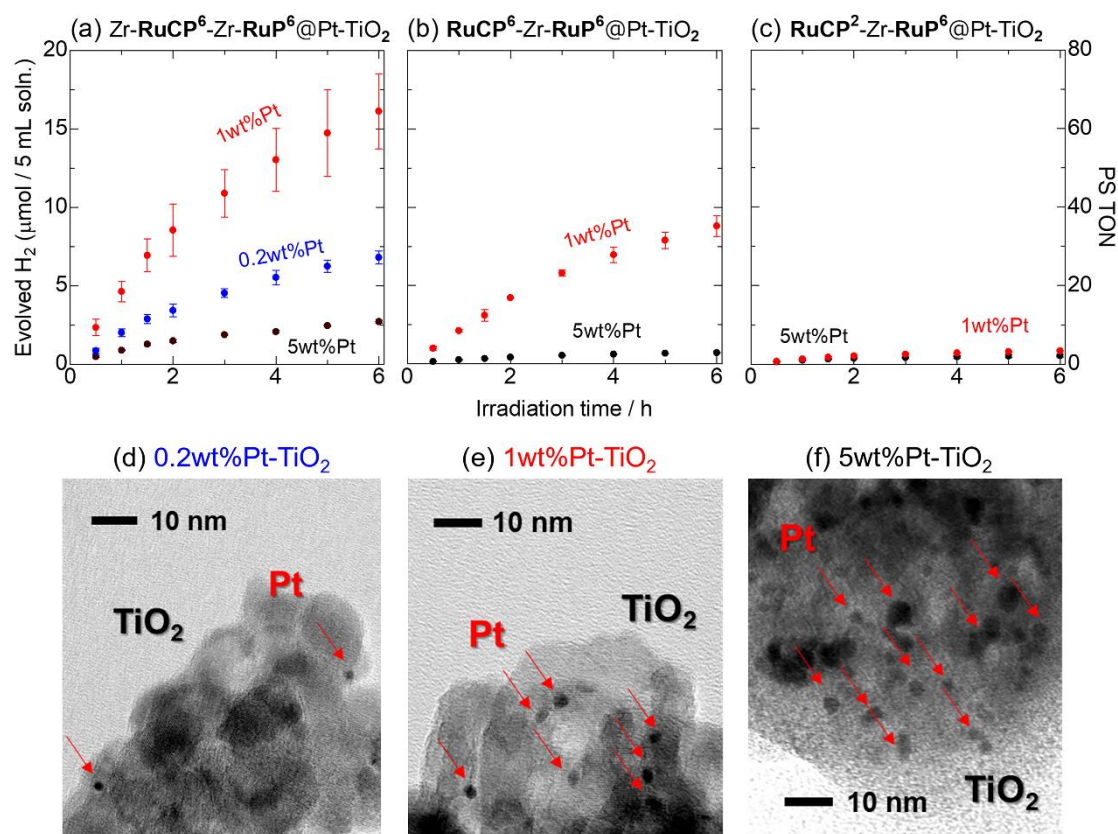 (a) Zr-RuCP⁶-Zr-RuP⁶@Pt-TiO₂
(b) RuCP⁶-Zr-RuP⁶@Pt-TiO₂
(c) RuCP²-Zr-RuP⁶@Pt-TiO₂
Evolved H₂ (μmol / 5 mL soln.)
20
15
10
5
0
1wt%Pt
0.2wt%Pt
5wt%Pt
0 2 4 6
1wt%Pt
5wt%Pt
0 2 4 6
5wt%Pt
1wt%Pt
0 2 4 6
80
60
40
20
0
PS TON
Irradiation time / h
(d) 0.2wt%Pt-TiO₂
10 nm
Pt
TiO₂
(e) 1wt%Pt-TiO₂
10 nm
TiO₂
Pt
(f) 5wt%Pt-TiO₂
Pt
TiO₂
10 nm